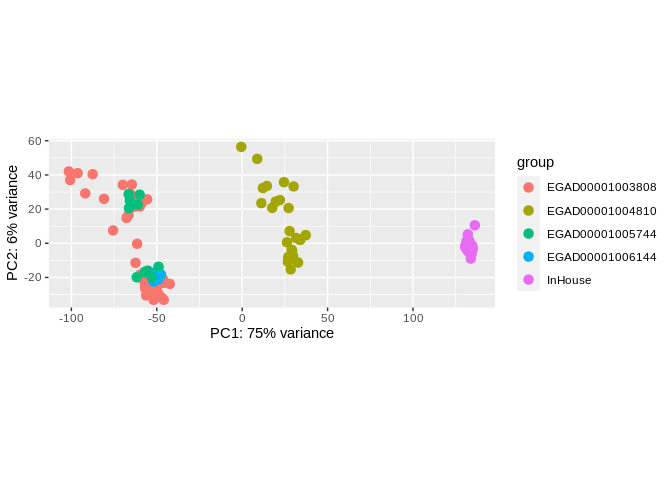 60
40
20
0
-20
-100
-50
0
50
100
PC1: 75% variance
PC2: 6% variance
group
EGAD00001003808
EGAD00001004810
EGAD00001005744
EGAD00001006144
InHouse